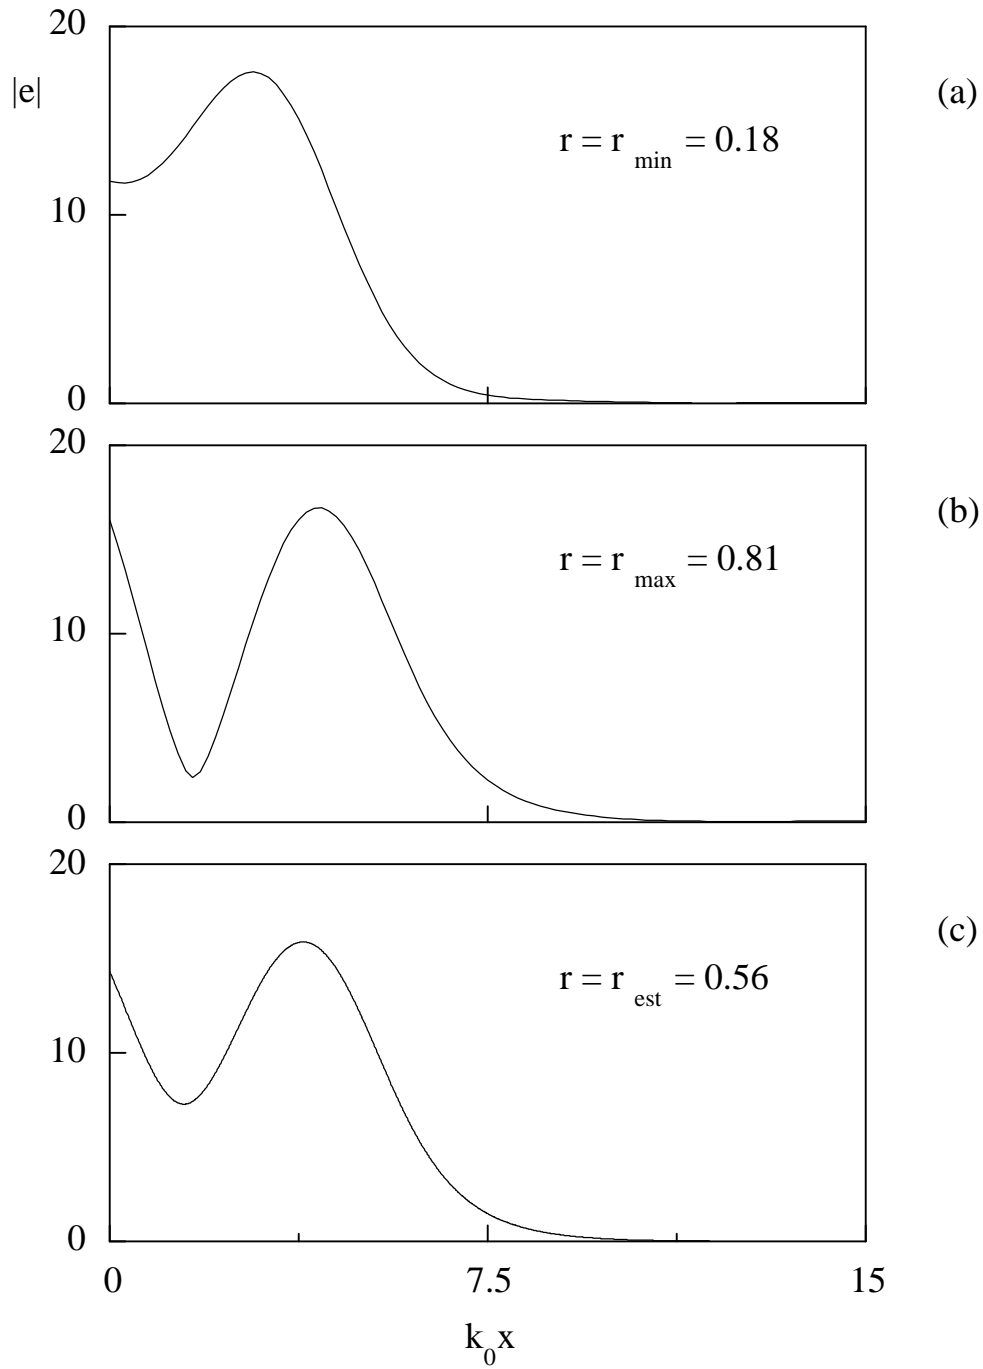 20
|e|
(a)
r = r min = 0.18
10
0
20
(b)
r = r max = 0.81
10
0
20
(c)
r = r est = 0.56
10
0
0 7.5 15
k0x